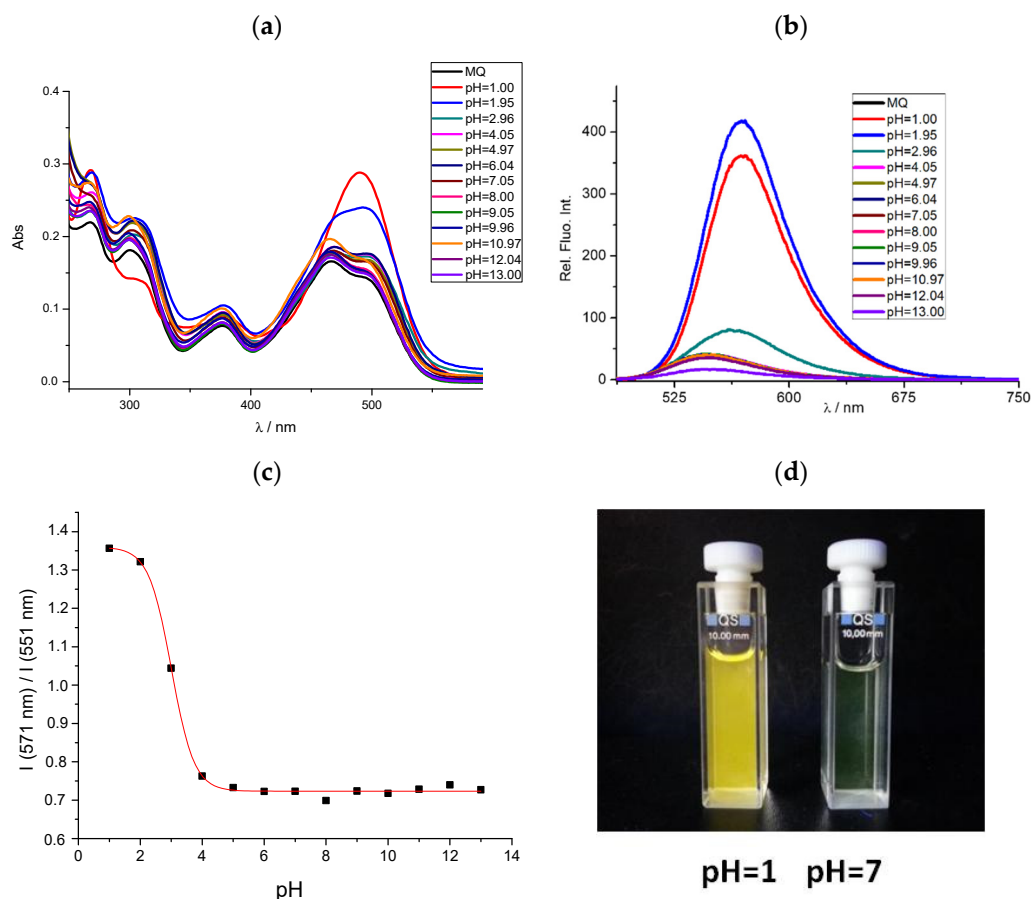 (a)
(b)
MQ
pH=1.00
pH=1.95
pH=2.96
pH=4.05
pH=4.97
pH=6.04
pH=7.05
pH=8.00
pH=9.05
pH=9.96
pH=10.97
pH=12.04
pH=13.00
0.4
0.3
0.2
0.1
0.0
Abs
300
400
500
λ / nm
MQ
pH=1.00
pH=1.95
pH=2.96
pH=4.05
pH=4.97
pH=6.04
pH=7.05
pH=8.00
pH=9.05
pH=9.96
pH=10.97
pH=12.04
pH=13.00
400
300
200
100
0
Rel. Fluo. Int.
525
600
675
750
λ / nm
(c)
(d)
1.4
1.3
1.2
1.1
1.0
0.9
0.8
0.7
0.6
I (571 nm) / I (551 nm)
0
2
4
6
8
10
12
14
pH
QS
10.00 mm
QS
10,00 mm
pH=1 pH=7